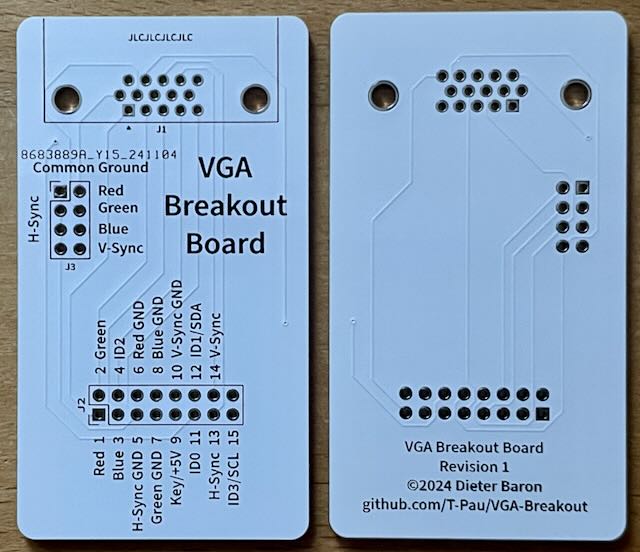 JLCJLCJLCJLC
J1
8683889A_Y15_241104
Common Ground
H-Sync
Red
Green
Blue
V-Sync
J3
VGA
Breakout
Board
2 Green
4 ID2
6 Red GND
8 Blue GND
10 V-Sync GND
12 ID1/SDA
14 V-Sync
J2
Red 1
Blue 3
H-Sync GND 5
Green GND 7
Key/+5V 9
ID0 11
H-Sync 13
ID3/SCL 15
VGA Breakout Board
Revision 1
©2024 Dieter Baron
github.com/T-Pau/VGA-Breakout